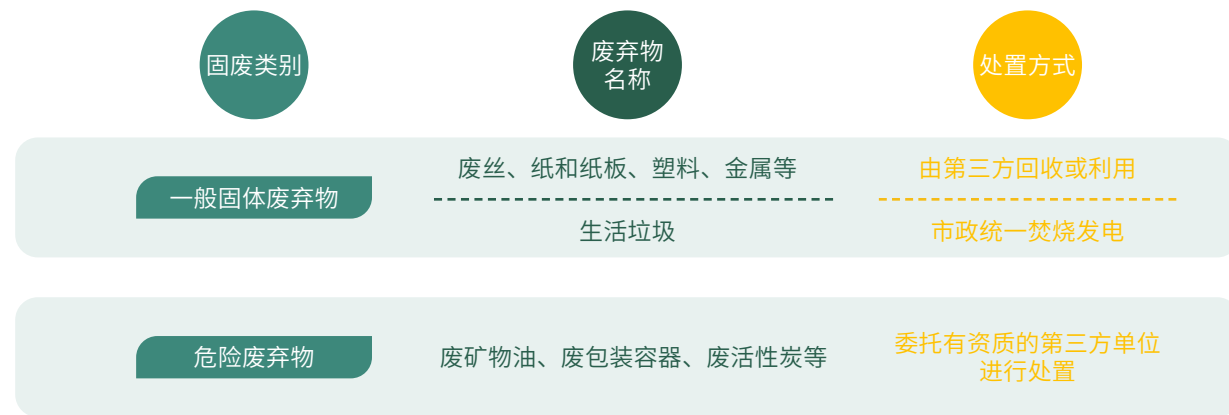 固废类别
废弃物
名称
处置方式
一般固体废弃物
废丝、纸和纸板、塑料、金属等
由第三方回收或利用
生活垃圾
市政统一焚烧发电
危险废弃物
废矿物油、废包装容器、废活性炭等
委托有资质的第三方单位
进行处置